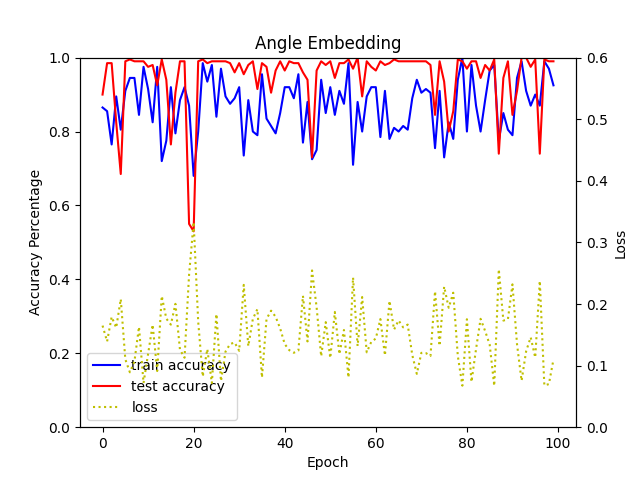 Angle Embedding
1.0
0.8
0.6
0.4
0.2
0.0
Accuracy Percentage
0.6
0.5
0.4
0.3
0.2
0.1
0.0
Loss
train accuracy
test accuracy
loss
0 20 40 60 80 100
Epoch